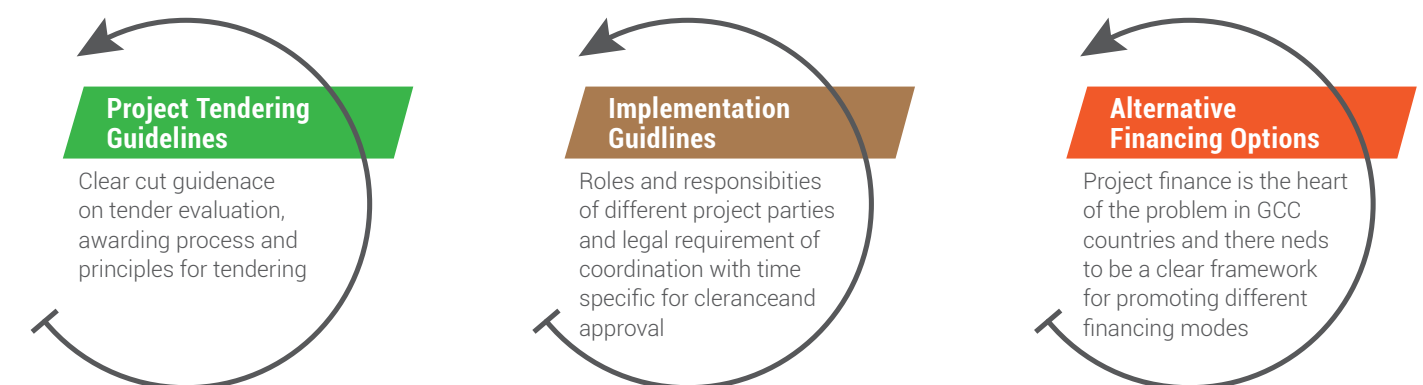 Project Tendering
Guidelines
Clear cut guidenace
on tender evaluation,
awarding process and
principles for tendering
Implementation
Guidlines
Roles and responsibities
of different project parties
and legal requirement of
coordination with time
specific for cleranceand
approval
Alternative
Financing Options
Project finance is the heart
of the problem in GCC
countries and there neds
to be a clear framework
for promoting different
financing modes